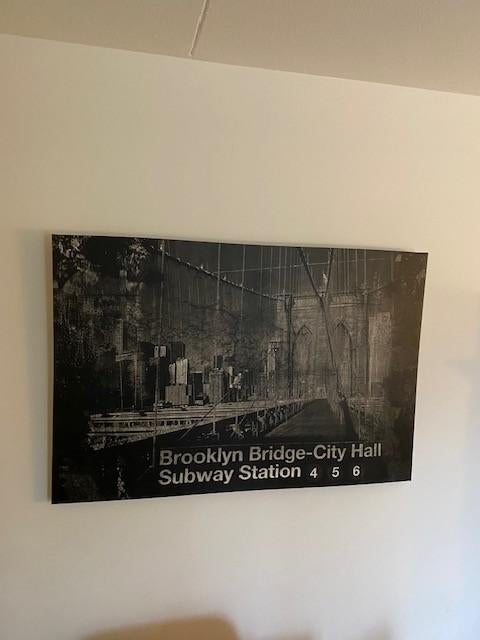 Brooklyn Bridge-City Hall
Subway Station 4 5 6